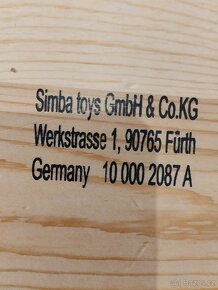 Simba toys GmbH & Co.KG
Werkstrasse 1, 90765 Fürth
Germany 10 000 2087 A